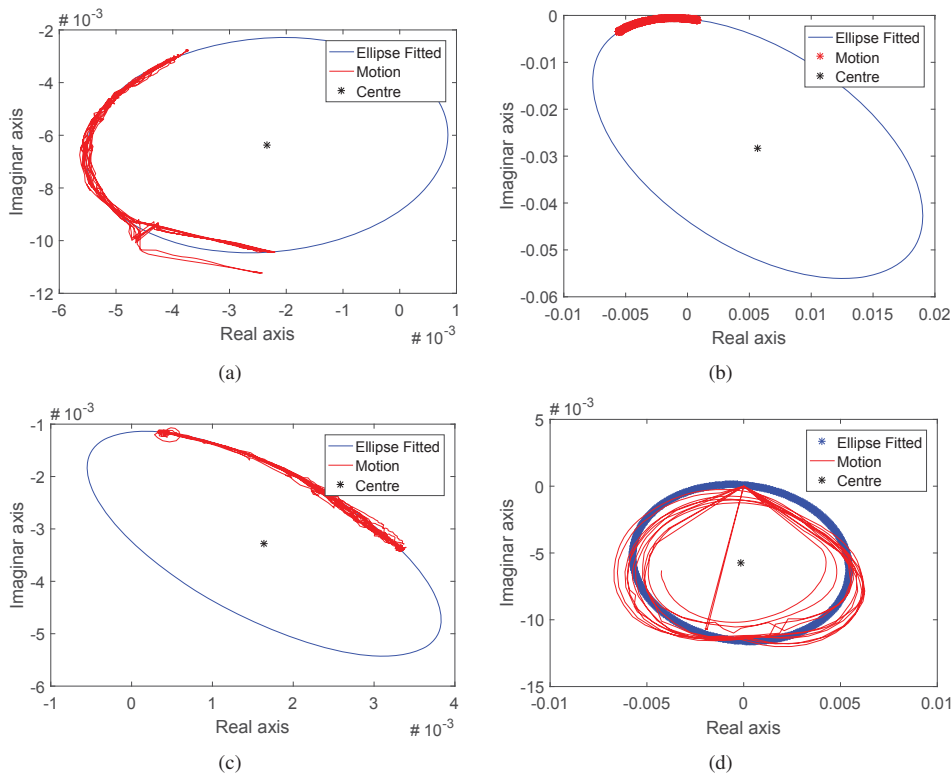 # 10⁻³
-2
-4
-6
-8
-10
-12
Imaginar axis
-6 -5 -4 -3 -2 -1 0 1
Real axis
# 10⁻³
Ellipse Fitted
Motion
Centre
(a)
0
-0.01
-0.02
-0.03
-0.04
-0.05
-0.06
Imaginar axis
-0.01 -0.005 0 0.005 0.01 0.015 0.02
Real axis
Ellipse Fitted
Motion
Centre
(b)
# 10⁻³
-1
-2
-3
-4
-5
-6
Imaginar axis
-1 0 1 2 3 4
Real axis
# 10⁻³
Ellipse Fitted
Motion
Centre
(c)
# 10⁻³
5
0
-5
-10
-15
Imaginar axis
-0.01 -0.005 0 0.005 0.01
Real axis
Ellipse Fitted
Motion
Centre
(d)